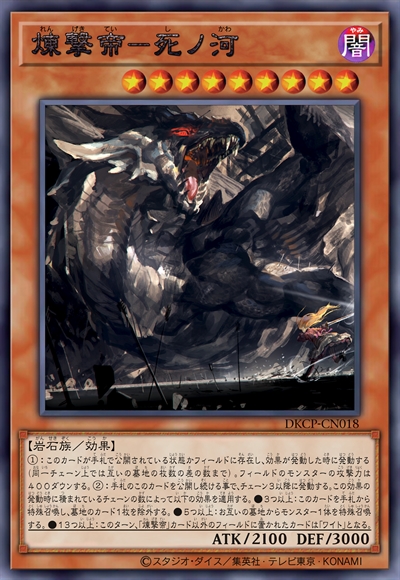 煉撃帝－死ノ河
れん げき てい し かわ
闇
やみ
DKCP-CN018
【岩石族／効果】
①：このカードが手札で公開されている状態かフィールドに存在し、効果が発動した時に発動する
（同一チェーン上では互いの墓地の枚数の差の数まで）。フィールドのモンスターの攻撃力は
４００ダウンする。②：手札のこのカードを公開し続ける事で、チェーン３以降に発動する。この効果の
発動時に積まれているチェーンの数によって以下の効果を適用する。●３つ以上：このカードを手札から
特殊召喚し、墓地のカード1枚を除外する。●５つ以上：お互いの墓地からモンスター１体を特殊召
喚する。●１３つ以上：このターン、「煉撃帝」カード以外のフィールドに置かれたカードは「ワイト」となる。
ATK/2100 DEF/3000
©スタジオ・ダイス／集英社・テレビ東京・KONAMI